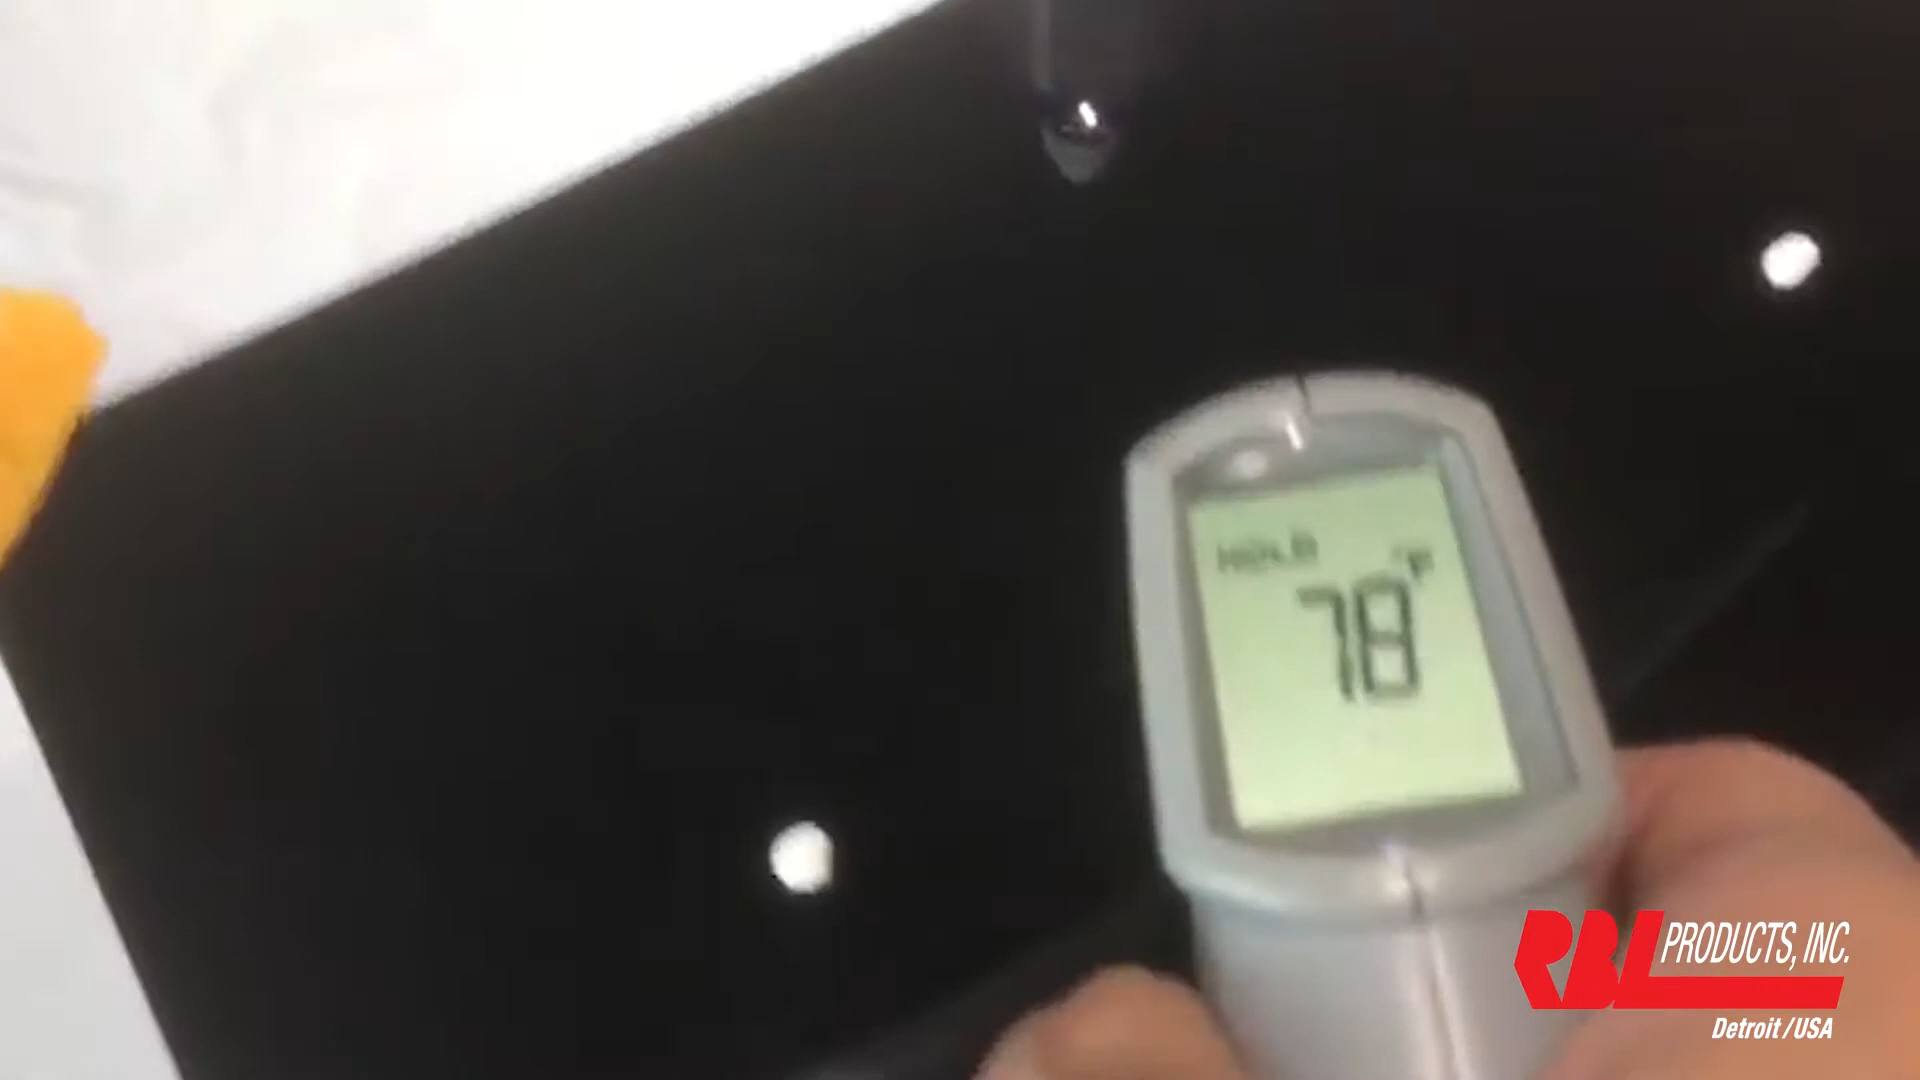 HOLD °F
78
RBL PRODUCTS, INC.
Detroit/USA